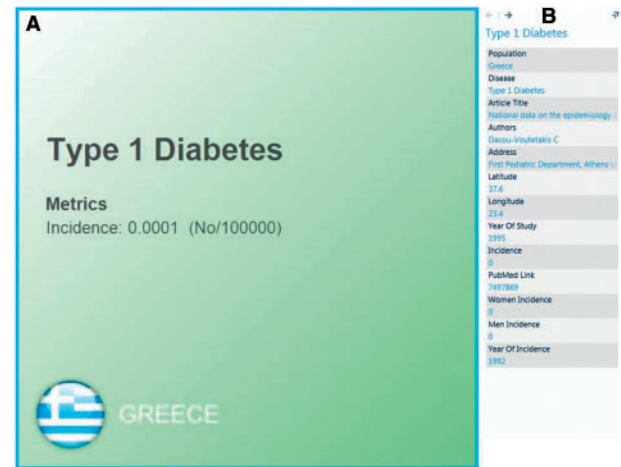 A
Type 1 Diabetes
Metrics
Incidence: 0.0001 (No/100000)
GREECE
B
Type 1 Diabetes
Population
Greece
Disease
Type 1 Diabetes
Article Title
National data on the epidemiology
Authors
Dacou-Voutetakis C
Address
First Pediatric Department, Athens
Latitude
37.6
Longitude
23.4
Year Of Study
1995
Incidence
0
PubMed Link
7497869
Women Incidence
0
Men Incidence
0
Year Of Incidence
1992